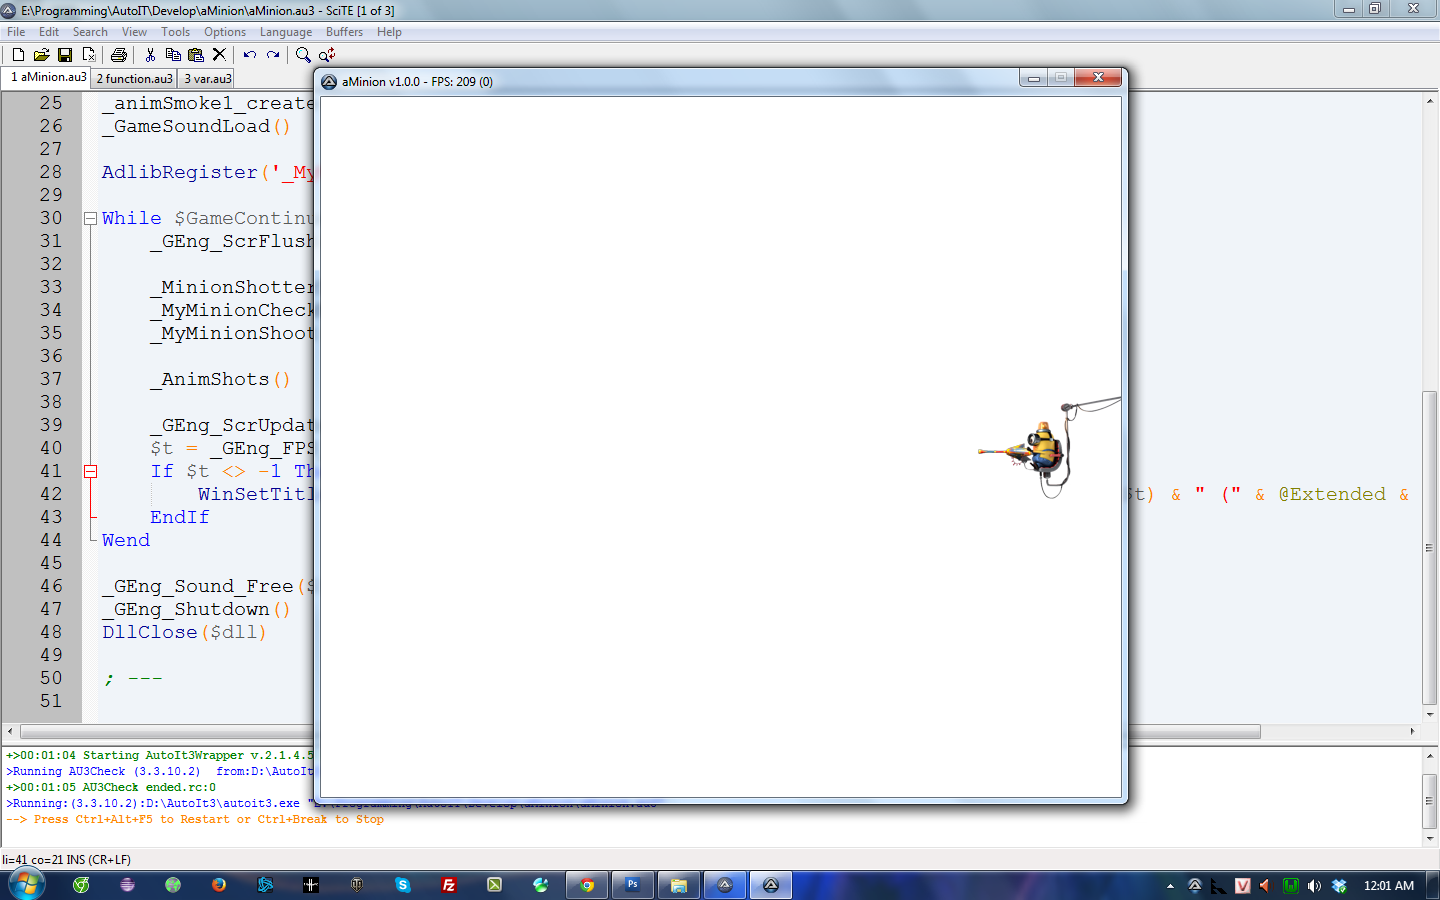 E:\Programming\AutoIT\Develop\aMinion\aMinion.au3 - SciTE [1 of 3]
File Edit Search View Tools Options Language Buffers Help
1 aMinion.au3 2 function.au3 3 var.au3
aMinion v1.0.0 - FPS: 209 (0)
25 _animSmoke1_create
26 _GameSoundLoad()
27
28 AdlibRegister('_My
29
30 While $GameContinu
31 _GEng_ScrFlush
32
33 _MinionShotter
34 _MyMinionCheck
35 _MyMinionShoot
36
37 _AnimShots()
38
39 _GEng_ScrUpdat
40 $t = _GEng_FPS
41 If $t <> -1 Th
42 WinSetTitl t) & " (" & @Extended &
43 EndIf
44 Wend
45
46 _GEng_Sound_Free($
47 _GEng_Shutdown()
48 DllClose($dll)
49
50 ; ---
51
+>00:01:04 Starting AutoIt3Wrapper v.2.1.4.5
>Running AU3Check (3.3.10.2) from:D:\AutoIt
+>00:01:05 AU3Check ended.rc:0
>Running:(3.3.10.2):D:\AutoIt3\autoit3.exe "E:\Programming\AutoIT\Develop\aMinion\aMinion.au3"
--> Press Ctrl+Alt+F5 to Restart or Ctrl+Break to Stop
li=41 co=21 INS (CR+LF)
12:01 AM